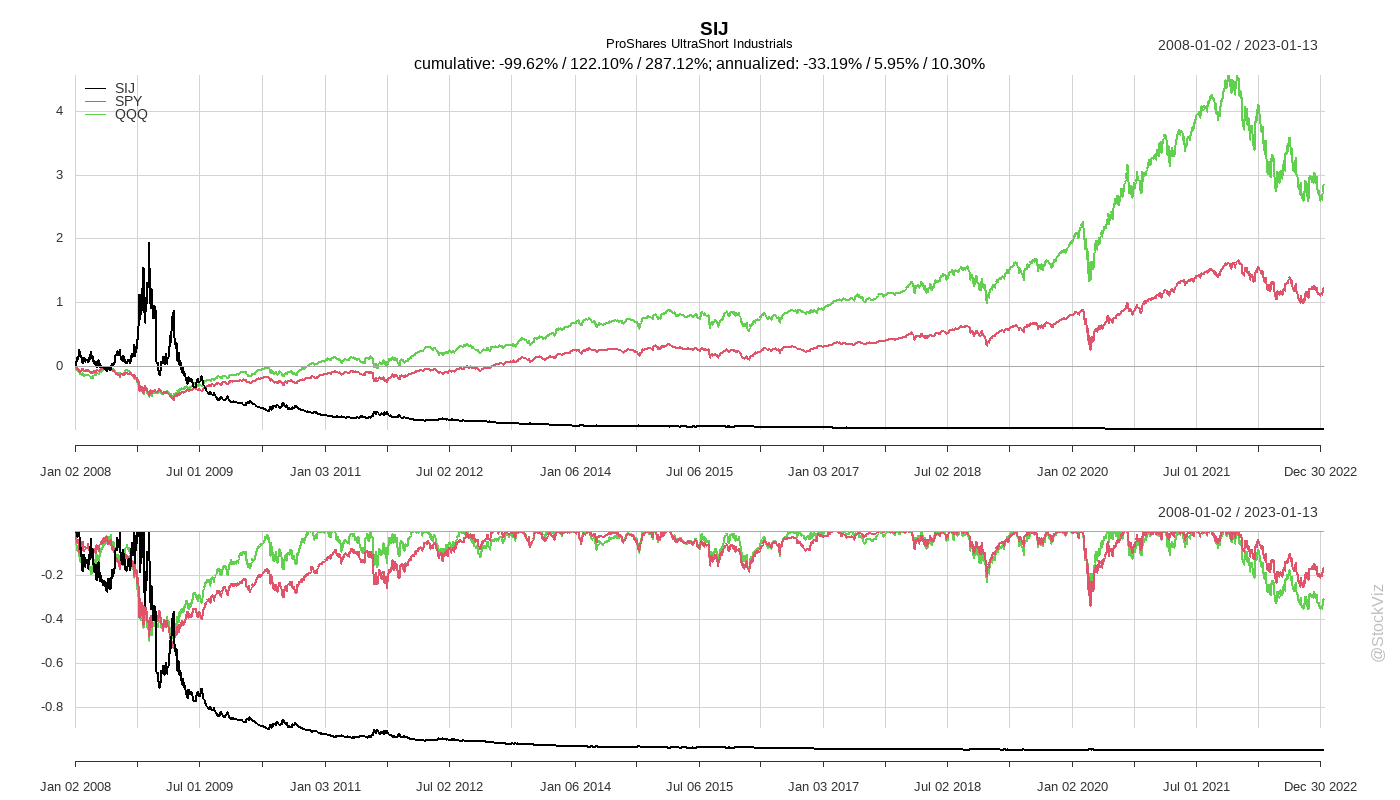 SIJ
ProShares UltraShort Industrials
2008-01-02 / 2023-01-13
cumulative: -99.62% / 122.10% / 287.12%; annualized: -33.19% / 5.95% / 10.30%
SIJ
SPY
QQQ
4
3
2
1
0
Jan 02 2008 Jul 01 2009 Jan 03 2011 Jul 02 2012 Jan 06 2014 Jul 06 2015 Jan 03 2017 Jul 02 2018 Jan 02 2020 Jul 01 2021 Dec 30 2022
2008-01-02 / 2023-01-13
-0.2
-0.4
-0.6
-0.8
Jan 02 2008 Jul 01 2009 Jan 03 2011 Jul 02 2012 Jan 06 2014 Jul 06 2015 Jan 03 2017 Jul 02 2018 Jan 02 2020 Jul 01 2021 Dec 30 2022
@StockViz